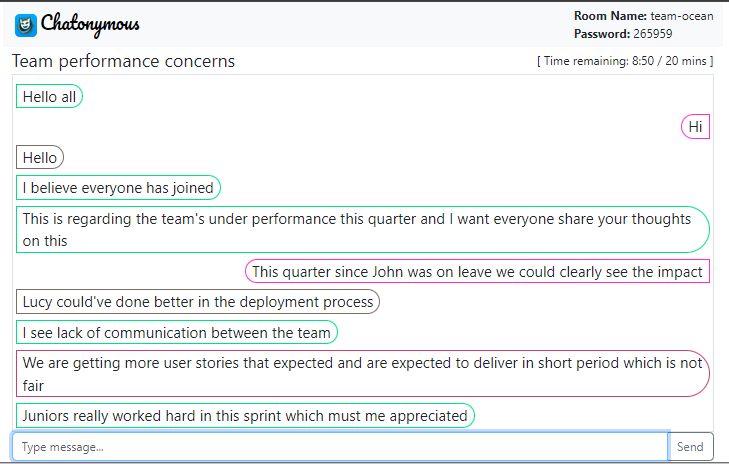 Chatonymous
Room Name: team-ocean
Password: 265959
Team performance concerns
[ Time remaining: 8:50 / 20 mins ]
Hello all
Hi
Hello
I believe everyone has joined
This is regarding the team's under performance this quarter and I want everyone share your thoughts
on this
This quarter since John was on leave we could clearly see the impact
Lucy could've done better in the deployment process
I see lack of communication between the team
We are getting more user stories that expected and are expected to deliver in short period which is not
fair
Juniors really worked hard in this sprint which must me appreciated
Type message...
Send